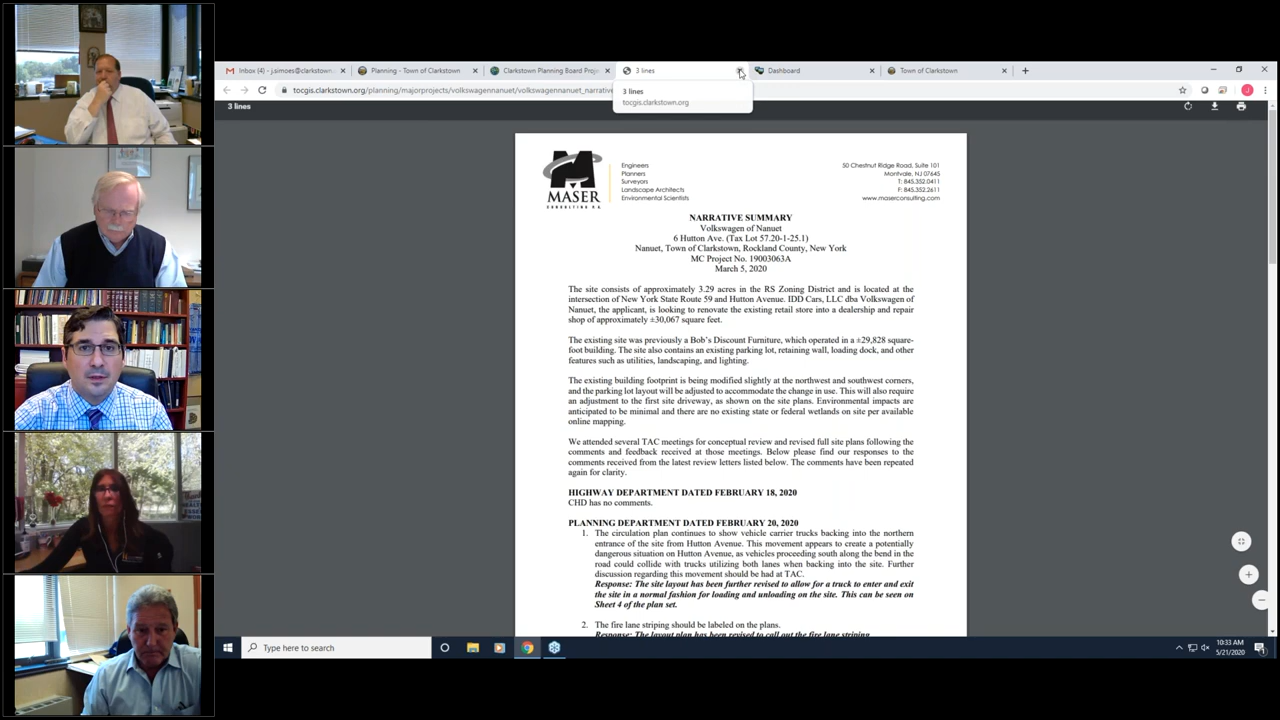 Inbox (4) - j.simoes@clarkstown
Planning - Town of Clarkstown
Clarkstown Planning Board Proje
3 lines
Dashboard
Town of Clarkstown
tocgis.clarkstown.org/planning/majorprojects/volkswagennanuet/volkswagennanuet_narrative
3 lines
tocgis.clarkstown.org
J
3 lines
M
MASER
CONSULTING P.A.
Engineers
Planners
Surveyors
Landscape Architects
Environmental Scientists
50 Chestnut Ridge Road, Suite 101
Montvale, NJ 07645
T: 845.352.0411
F: 845.352.2611
www.maserconsulting.com
NARRATIVE SUMMARY
Volkswagen of Nanuet
6 Hutton Ave. (Tax Lot 57.20-1-25.1)
Nanuet, Town of Clarkstown, Rockland County, New York
MC Project No. 19003063A
March 5, 2020
The site consists of approximately 3.29 acres in the RS Zoning District and is located at the
intersection of New York State Route 59 and Hutton Avenue. IDD Cars, LLC dba Volkswagen of
Nanuet, the applicant, is looking to renovate the existing retail store into a dealership and repair
shop of approximately ±30,067 square feet.
The existing site was previously a Bob's Discount Furniture, which operated in a ±29,828 square-
foot building. The site also contains an existing parking lot, retaining wall, loading dock, and other
features such as utilities, landscaping, and lighting.
The existing building footprint is being modified slightly at the northwest and southwest corners,
and the parking lot layout will be adjusted to accommodate the change in use. This will also require
an adjustment to the first site driveway, as shown on the site plans. Environmental impacts are
anticipated to be minimal and there are no existing state or federal wetlands on site per available
online mapping.
We attended several TAC meetings for conceptual review and revised full site plans following the
comments and feedback received at those meetings. Below please find our responses to the
comments received from the latest review letters listed below. The comments have been repeated
again for clarity.
HIGHWAY DEPARTMENT DATED FEBRUARY 18, 2020
CHD has no comments.
PLANNING DEPARTMENT DATED FEBRUARY 20, 2020
1. The circulation plan continues to show vehicle carrier trucks backing into the northern
entrance of the site from Hutton Avenue. This movement appears to create a potentially
dangerous situation on Hutton Avenue, as vehicles proceeding south along the bend in the
road could collide with trucks utilizing both lanes when backing into the site. Further
discussion regarding this movement should be had at TAC.
Response: The site layout has been further revised to allow for a truck to enter and exit
the site in a normal fashion for loading and unloading on the site. This can be seen on
Sheet 4 of the plan set.
2. The fire lane striping should be labeled on the plans.
Response: The layout plan has been revised to call out the fire lane striping
Type here to search
10:33 AM
5/21/2020